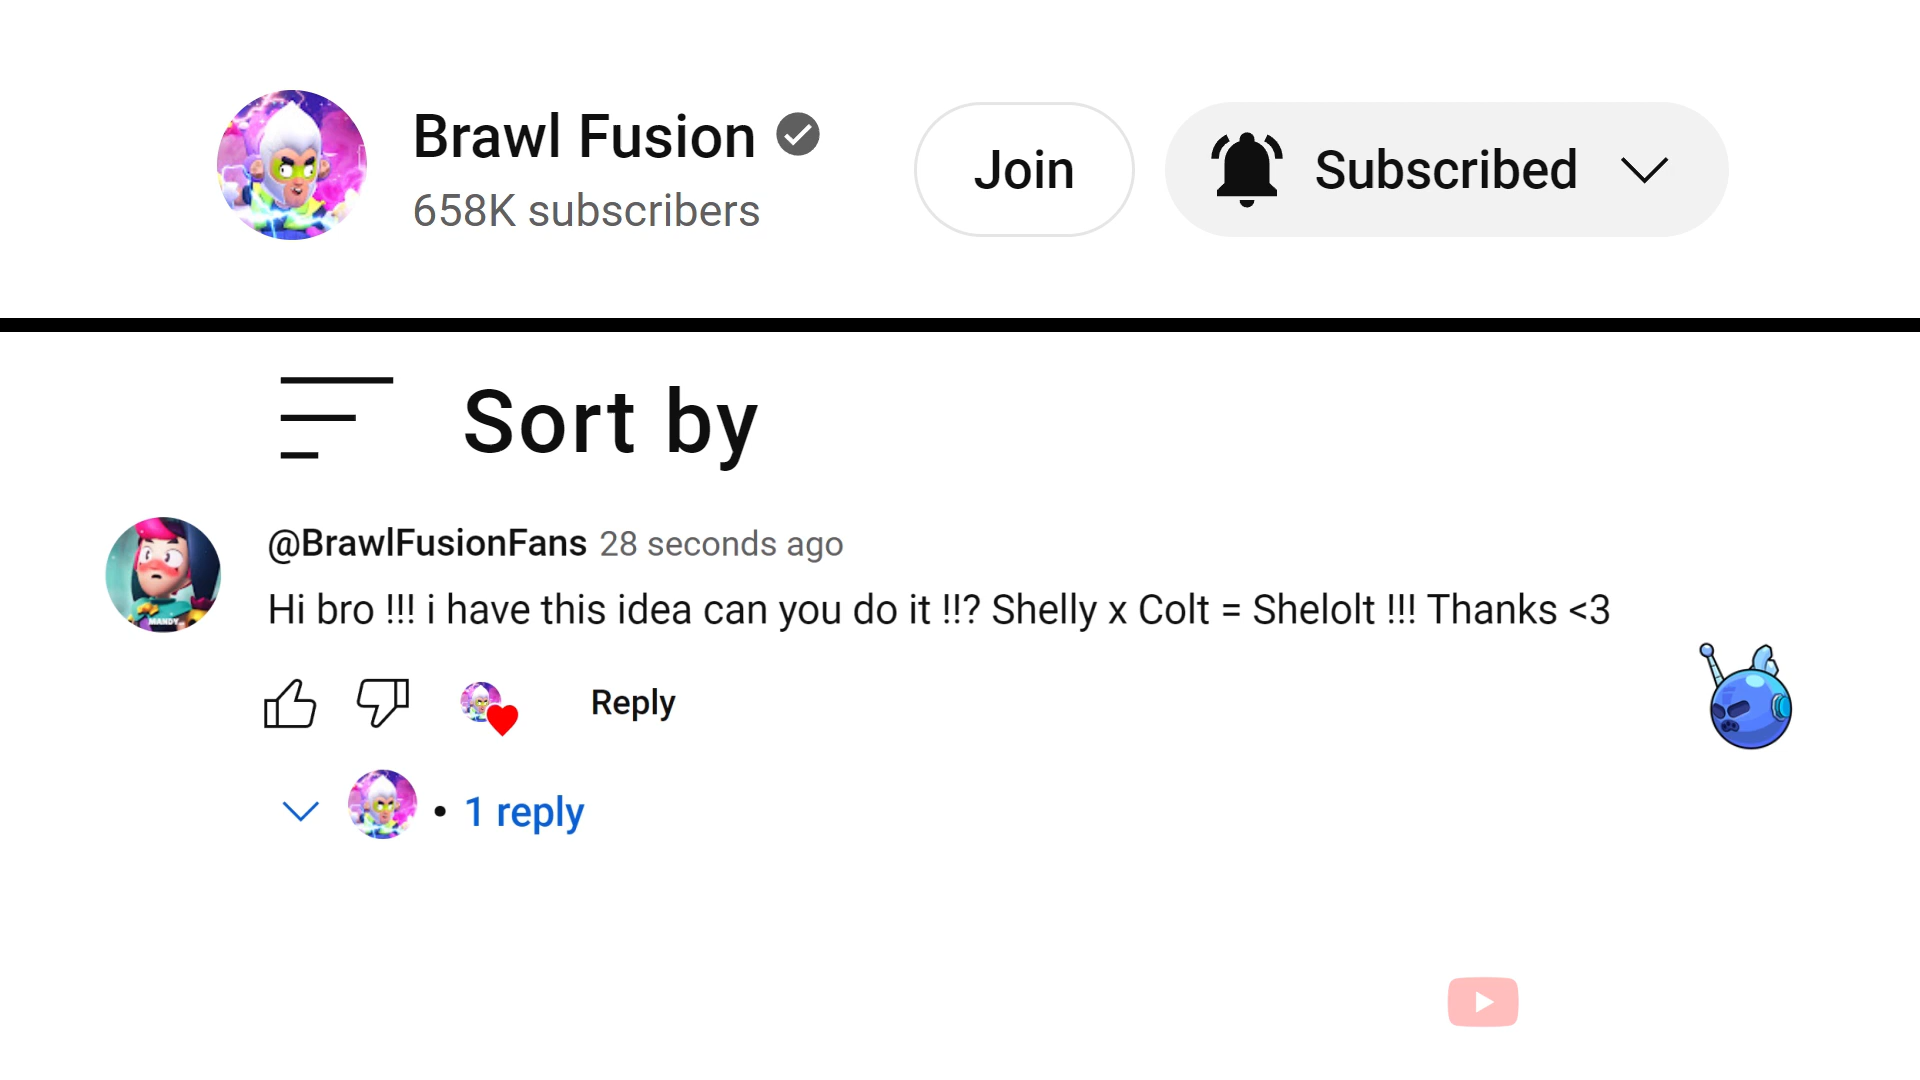 Brawl Fusion
658K subscribers
Join
Subscribed
Sort by
@BrawlFusionFans 28 seconds ago
Hi bro !!! i have this idea can you do it !!? Shelly x Colt = Shelolt !!! Thanks <3
MANDY
Reply
• 1 reply